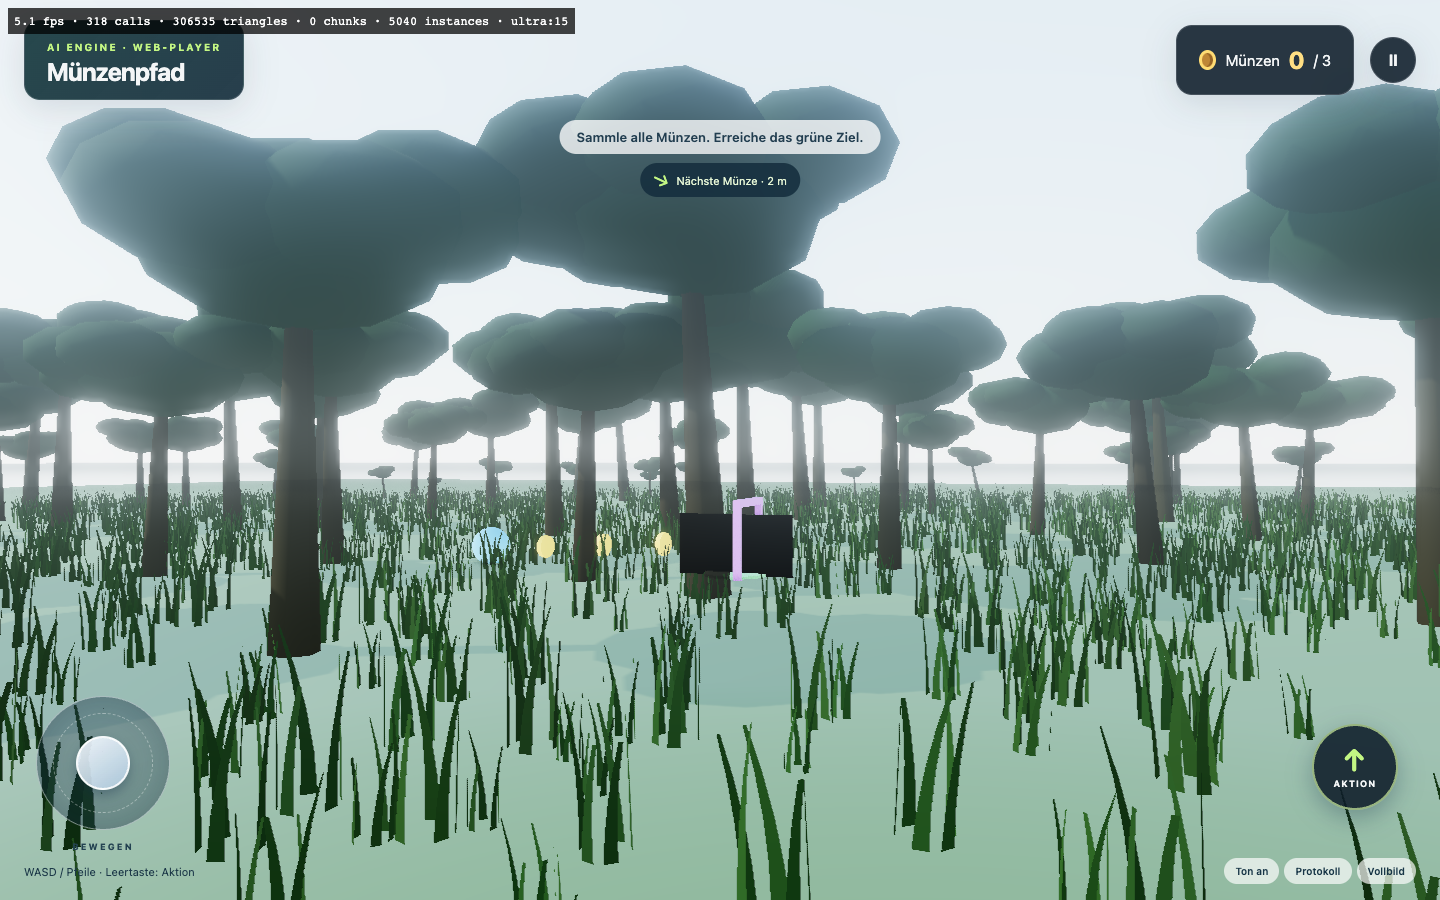 5.1 fps · 318 calls · 306535 triangles · 0 chunks · 5040 instances · ultra:15
AI ENGINE · WEB-PLAYER
Münzenpfad
Münzen 0 / 3
Sammle alle Münzen. Erreiche das grüne Ziel.
Nächste Münze · 2 m
AKTION
BEWEGEN
WASD / Pfeile · Leertaste: Aktion
Ton an
Protokoll
Vollbild